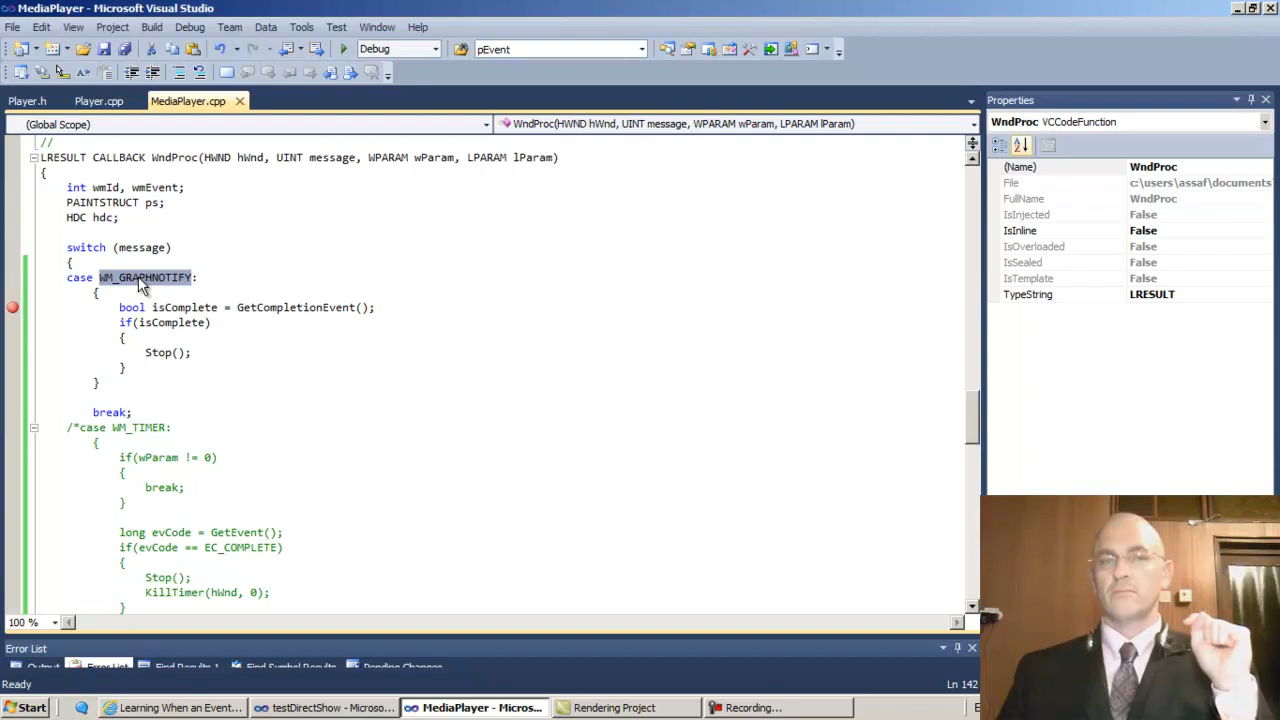 MediaPlayer - Microsoft Visual Studio
File Edit View Project Build Debug Team Data Tools Test Window Help
Debug pEvent
Player.h Player.cpp MediaPlayer.cpp
(Global Scope) WndProc(HWND hWnd, UINT message, WPARAM wParam, LPARAM lParam)
//
LRESULT CALLBACK WndProc(HWND hWnd, UINT message, WPARAM wParam, LPARAM lParam)
{
int wmId, wmEvent;
PAINTSTRUCT ps;
HDC hdc;
switch (message)
{
case WM_GRAPHNOTIFY:
{
bool isComplete = GetCompletionEvent();
if(isComplete)
{
Stop();
}
}
break;
/*case WM_TIMER:
{
if(wParam != 0)
{
break;
}
long evCode = GetEvent();
if(evCode == EC_COMPLETE)
{
Stop();
KillTimer(hWnd, 0);
}
100 %
Properties
WndProc VCCodeFunction
(Name) WndProc
File c:\users\assaf\documents
FullName WndProc
IsInjected False
IsInline False
IsOverloaded False
IsSealed False
IsTemplate False
TypeString LRESULT
Error List
Output Error List Find Results 1 Find Symbol Results Pending Changes
Ready Ln 142
Start Learning When an Event... testDirectShow - Microso... MediaPlayer - Micros... Rendering Project Recording...